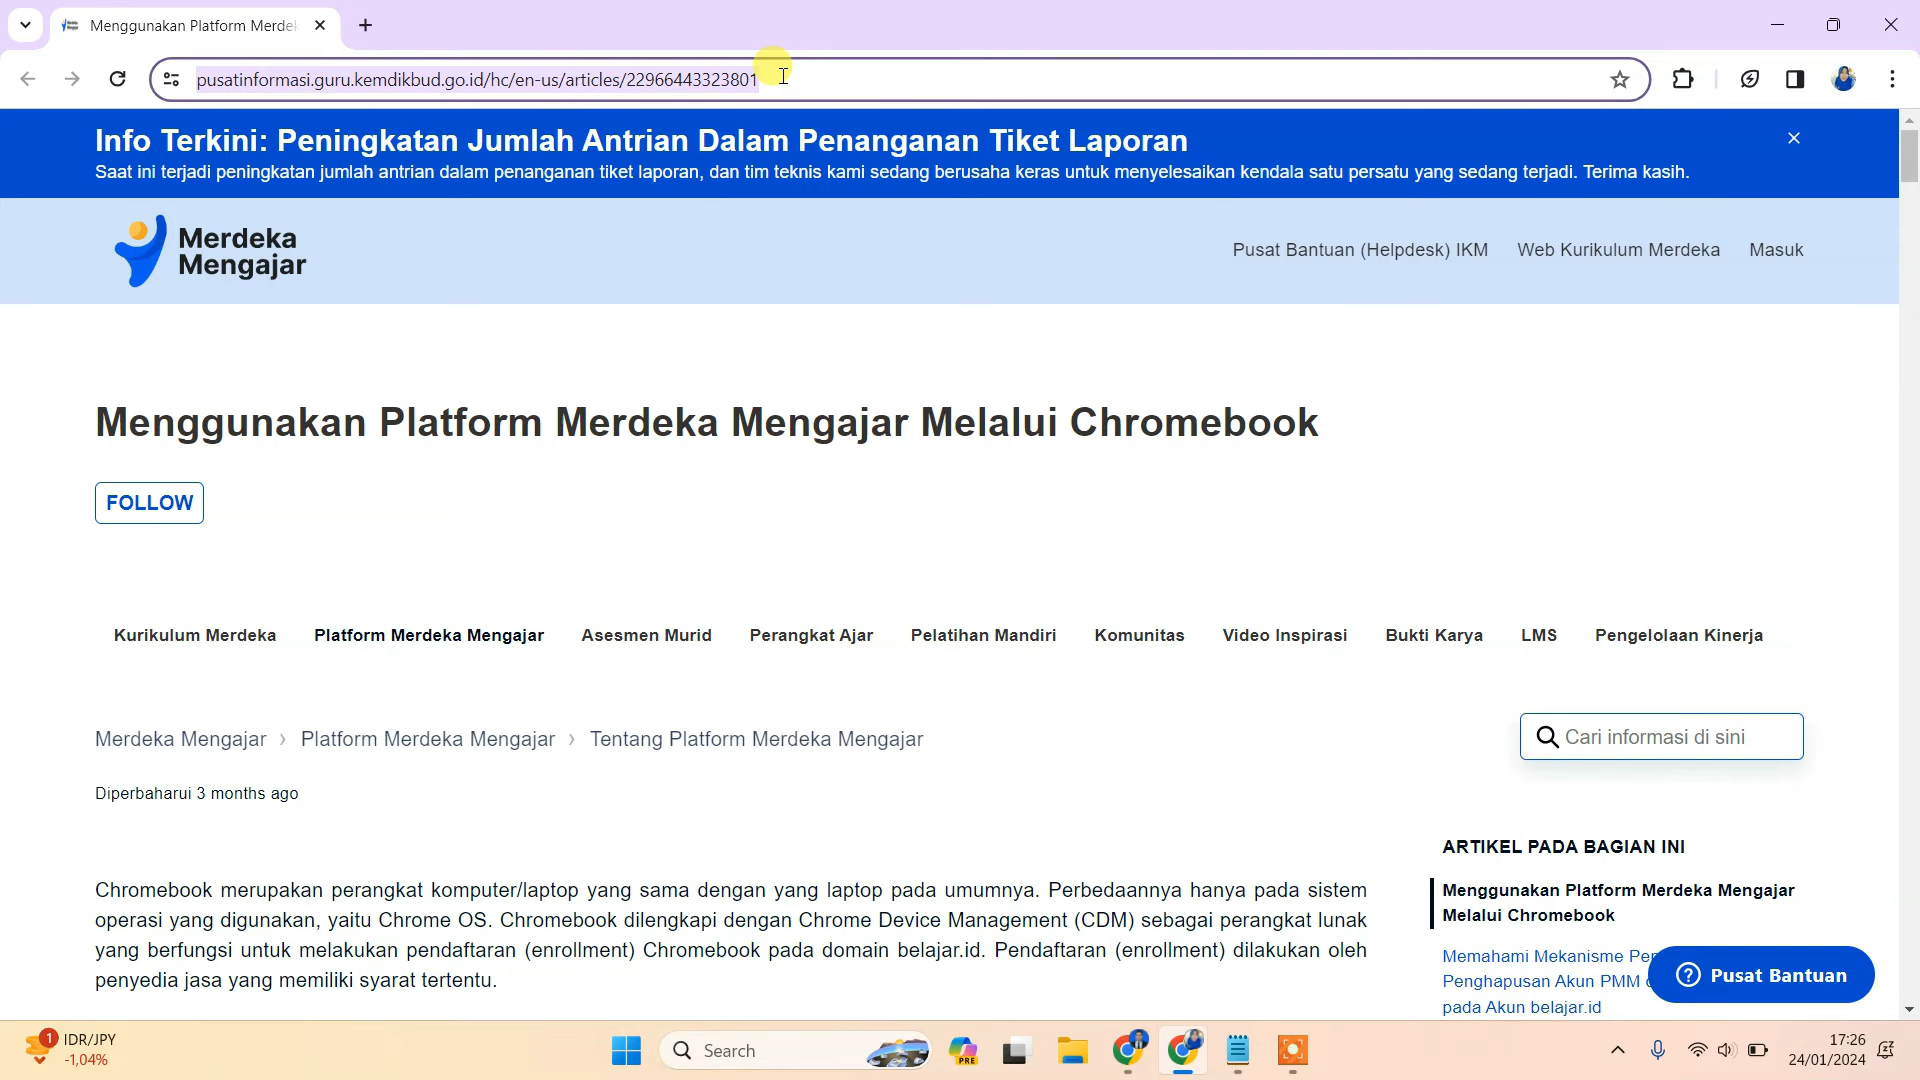 Menggunakan Platform Merde
pusatinformasi.guru.kemdikbud.go.id/hc/en-us/articles/22966443323801
Info Terkini: Peningkatan Jumlah Antrian Dalam Penanganan Tiket Laporan
Saat ini terjadi peningkatan jumlah antrian dalam penanganan tiket laporan, dan tim teknis kami sedang berusaha keras untuk menyelesaikan kendala satu persatu yang sedang terjadi. Terima kasih.
Merdeka
Mengajar
Pusat Bantuan (Helpdesk) IKM Web Kurikulum Merdeka Masuk
Menggunakan Platform Merdeka Mengajar Melalui Chromebook
FOLLOW
Kurikulum Merdeka Platform Merdeka Mengajar Asesmen Murid Perangkat Ajar Pelatihan Mandiri Komunitas Video Inspirasi Bukti Karya LMS Pengelolaan Kinerja
Merdeka Mengajar › Platform Merdeka Mengajar › Tentang Platform Merdeka Mengajar
Cari informasi di sini
Diperbaharui 3 months ago
Chromebook merupakan perangkat komputer/laptop yang sama dengan yang laptop pada umumnya. Perbedaannya hanya pada sistem
operasi yang digunakan, yaitu Chrome OS. Chromebook dilengkapi dengan Chrome Device Management (CDM) sebagai perangkat lunak
yang berfungsi untuk melakukan pendaftaran (enrollment) Chromebook pada domain belajar.id. Pendaftaran (enrollment) dilakukan oleh
penyedia jasa yang memiliki syarat tertentu.
ARTIKEL PADA BAGIAN INI
Menggunakan Platform Merdeka Mengajar
Melalui Chromebook
Memahami Mekanisme Per
Penghapusan Akun PMM
pada Akun belajar.id
Pusat Bantuan
1
IDR/JPY
-1,04%
Search
PRE
17:26
24/01/2024